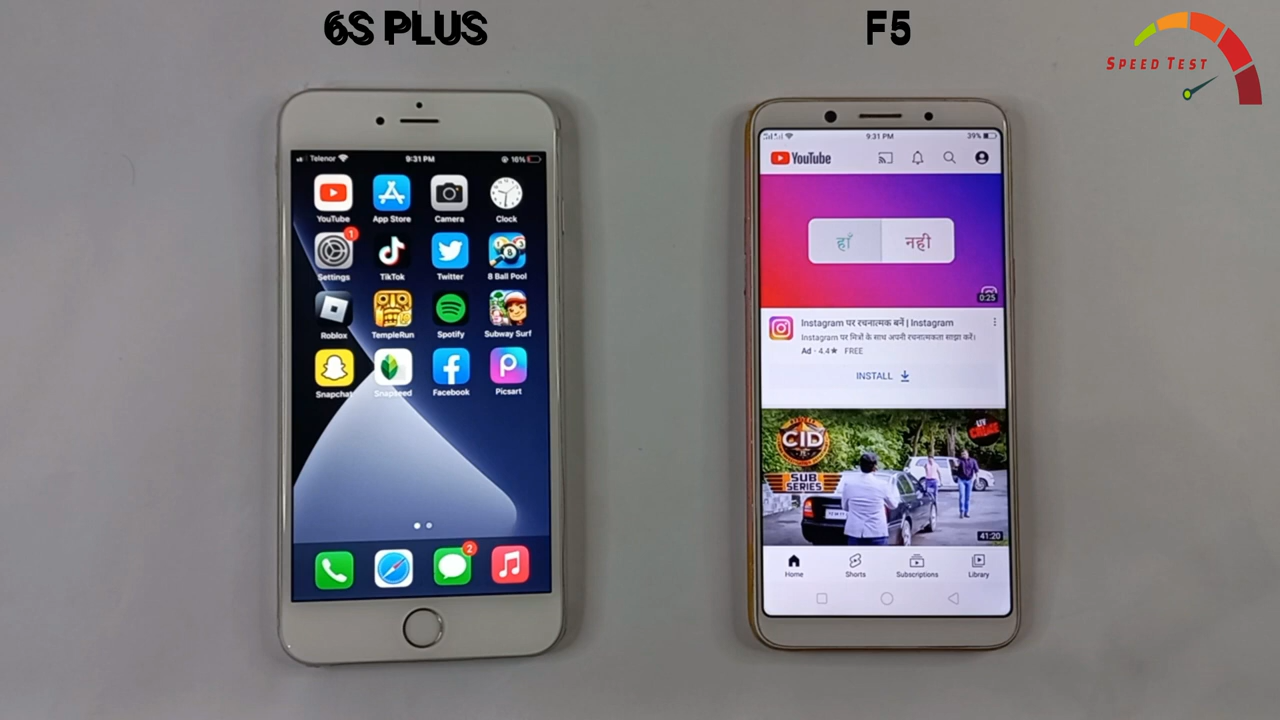 6S PLUS
F5
SPEED TEST
Telenor
9:31 PM
16%
YouTube
App Store
Camera
Clock
1
Settings
TikTok
Twitter
8 Ball Pool
Roblox
TempleRun
Spotify
Subway Surf
Snapchat
Snapseed
Facebook
Picsart
2
9:31 PM
39%
YouTube
हाँ
नही
0:25
Instagram पर रचनात्मक बनें | Instagram
Instagram पर मित्रों के साथ अपनी रचनात्मकता साझा करें।
Ad · 4.4★ FREE
INSTALL
CID
SUB
SERIES
CRIME
41:20
Home
Shorts
Subscriptions
Library